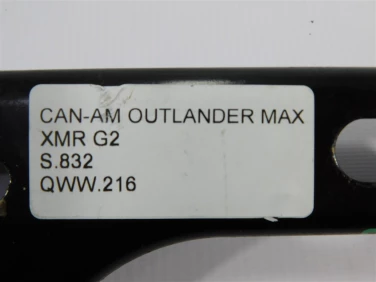 CAN-AM OUTLANDER MAX
XMR G2
S.832
QWW.216